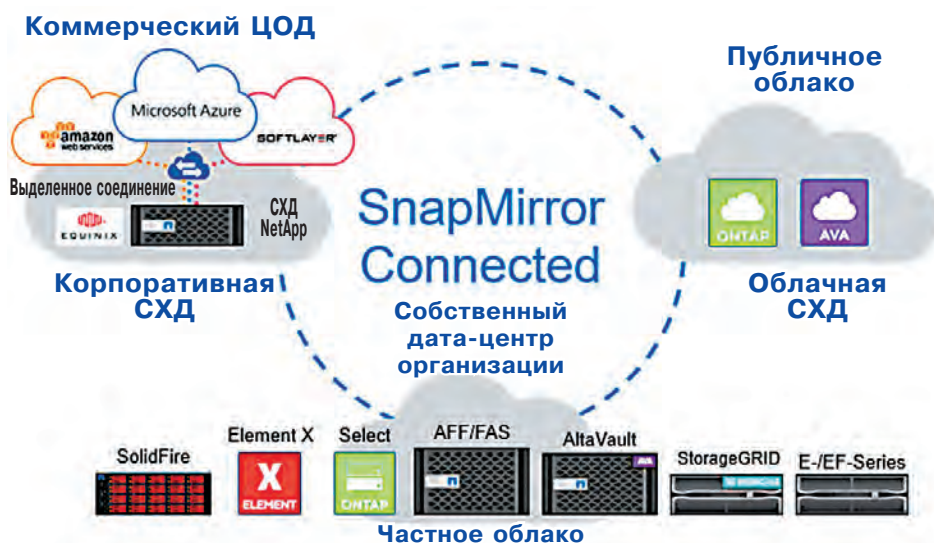 Коммерческий ЦОД
Публичное
облако
Microsoft Azure
amazon
web services
SOFTLAYER
Выделенное соединение
СХД
NetApp
EQUINIX
SnapMirror
Connected
ONTAP
AVA
Корпоративная
СХД
Облачная
СХД
Собственный
дата-центр
организации
SolidFire
Element X
Select
AFF/FAS
AltaVault
StorageGRID
E-/EF-Series
X
ELEMENT
ONTAP
AVA
Частное облако